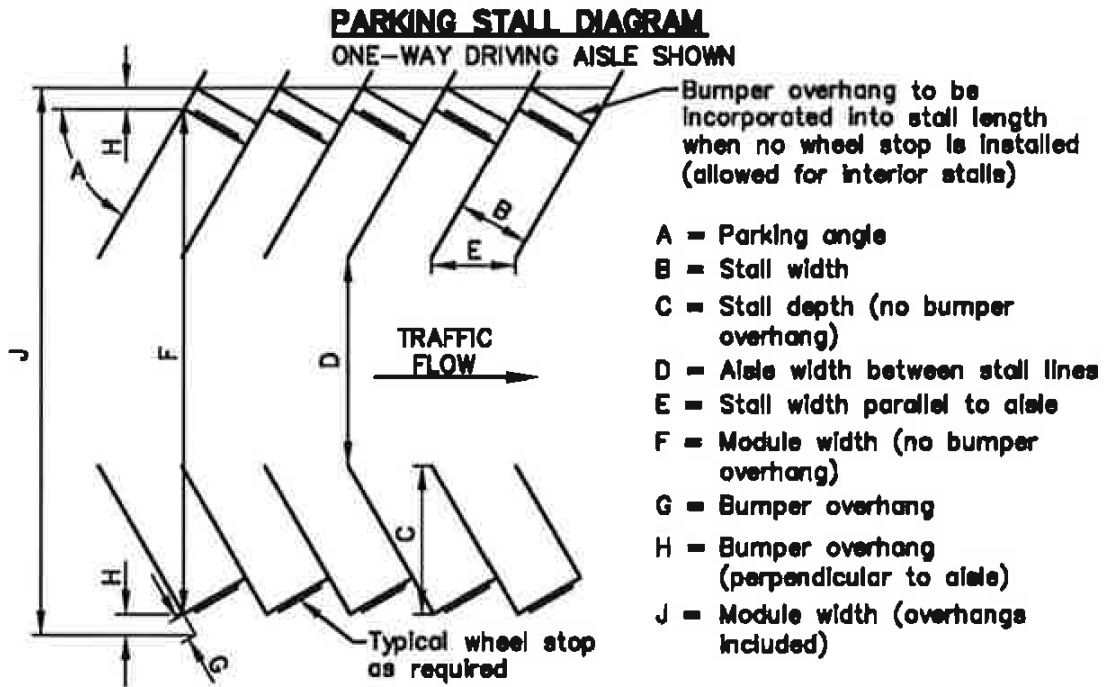 PARKING STALL DIAGRAM
ONE-WAY DRIVING AISLE SHOWN
Bumper overhang to be
incorporated into stall length
when no wheel stop is installed
(allowed for interior stalls)
H
A
B
E
A = Parking angle
B = Stall width
C = Stall depth (no bumper
overhang)
D = Aisle width between stall lines
E = Stall width parallel to aisle
F = Module width (no bumper
overhang)
G = Bumper overhang
H = Bumper overhang
(perpendicular to aisle)
J = Module width (overhangs
included)
J
F
D
TRAFFIC
FLOW
C
H
G
Typical wheel stop
as required